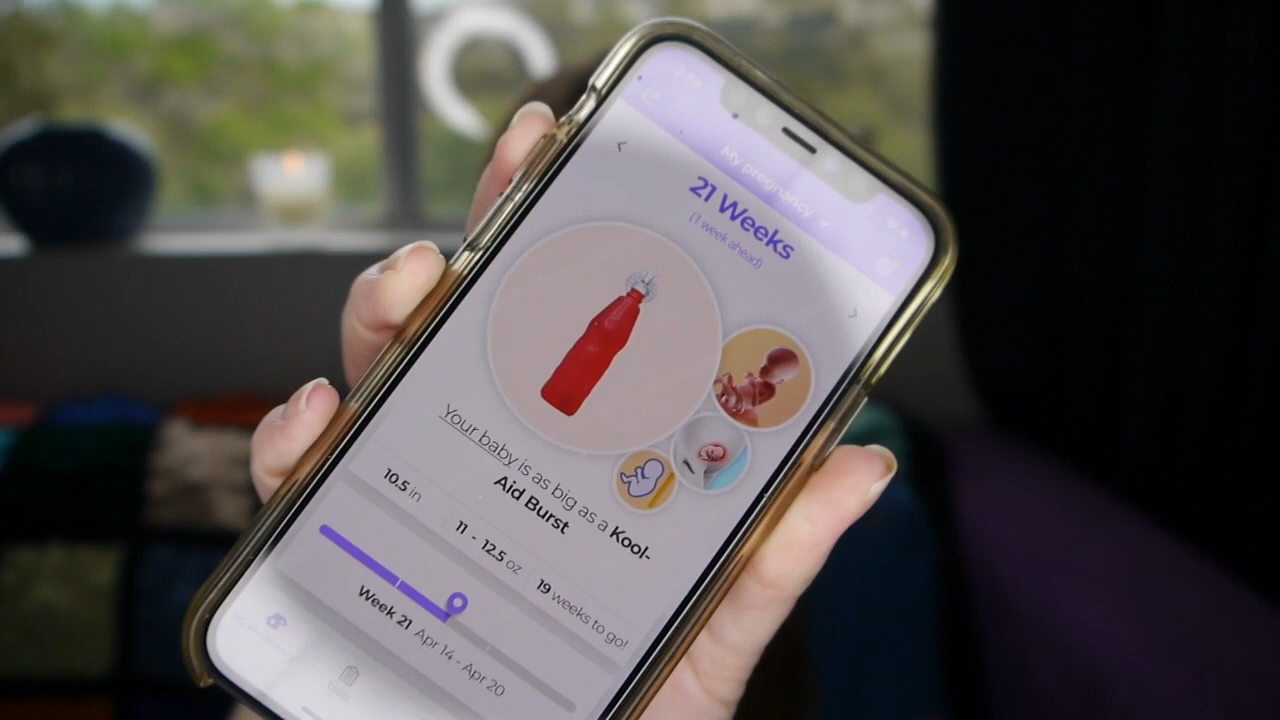 My pregnancy
21 Weeks
(1 week ahead)
Your baby is as big as a Kool-
Aid Burst
10.5 in
11 - 12.5 oz
19 weeks to go!
Week 21 Apr 14 - Apr 20